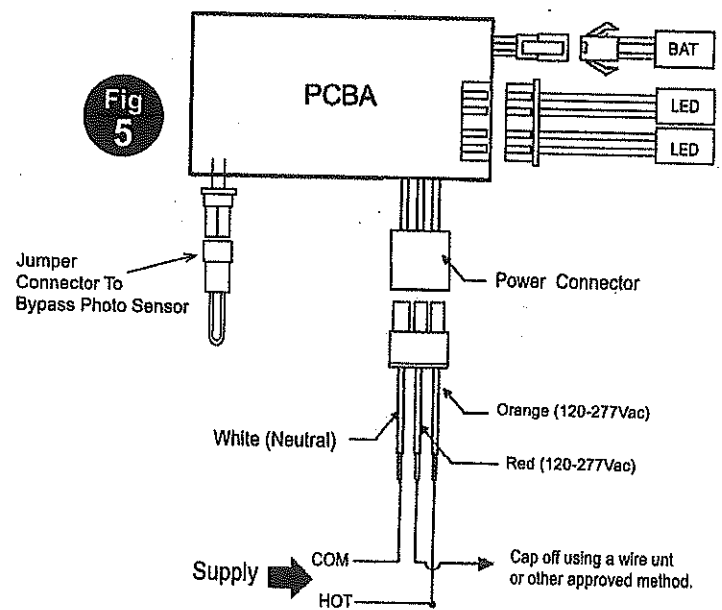 PCBA
BAT
LED
LED
Fig
5
Jumper
Connector To
Bypass Photo Sensor
Power Connector
White (Neutral)
Orange (120-277Vac)
Red (120-277Vac)
Supply
COM
HOT
Cap off using a wire unt
or other approved method.